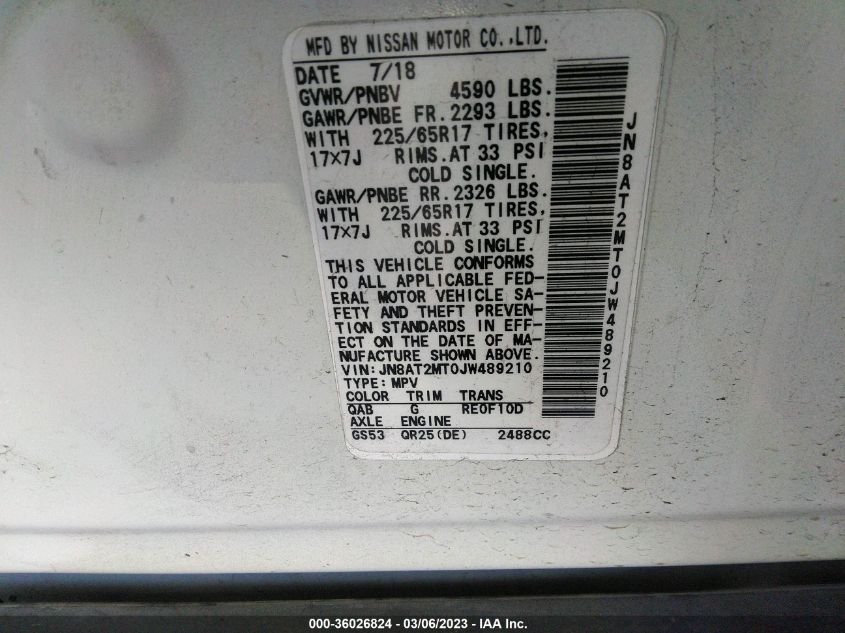 MFD BY NISSAN MOTOR CO.,LTD.
DATE 7/18
GVWR/PNBV 4590 LBS.
GAWR/PNBE FR. 2293 LBS.
WITH 225/65R17 TIRES,
17×7J RIMS. AT 33 PSI
COLD SINGLE.
GAWR/PNBE RR. 2326 LBS.
WITH 225/65R17 TIRES,
17×7J RIMS. AT 33 PSI
COLD SINGLE.
THIS VEHICLE CONFORMS
TO ALL APPLICABLE FED-
ERAL MOTOR VEHICLE SA-
FETY AND THEFT PREVEN-
TION STANDARDS IN EFF-
ECT ON THE DATE OF MA-
NUFACTURE SHOWN ABOVE.
VIN: JN8AT2MT0JW489210
TYPE: MPV
COLOR TRIM TRANS
QAB G RE0F10D
AXLE ENGINE
GS53 QR25(DE) 2488CC
JN8AT2MT0JW489210
000-36026824 — 03/06/2023 — IAA Inc.